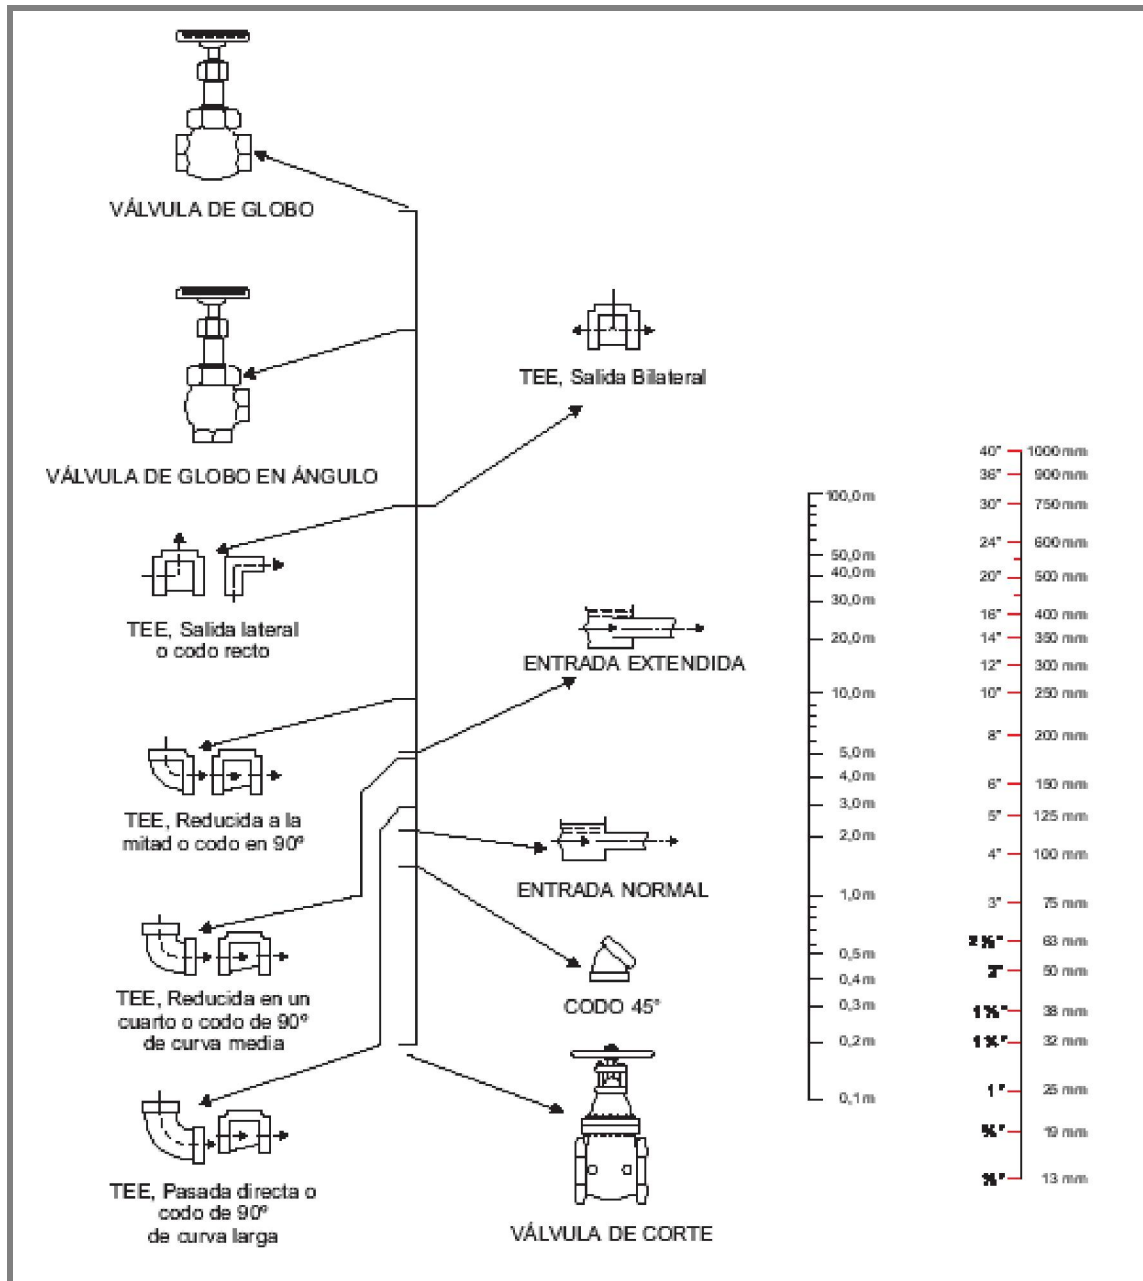 VÁLVULA DE GLOBO
VÁLVULA DE GLOBO EN ÁNGULO
TEE, Salida Bilateral
TEE, Salida lateral
o codo recto
ENTRADA EXTENDIDA
TEE, Reducida a la
mitad o codo en 90º
ENTRADA NORMAL
TEE, Reducida en un
cuarto o codo de 90º
de curva media
CODO 45°
TEE, Pasada directa o
codo de 90º
de curva larga
VÁLVULA DE CORTE
100,0 m
50,0 m
40,0 m
30,0 m
20,0 m
10,0 m
5,0 m
4,0 m
3,0 m
2,0 m
1,0 m
0,5 m
0,4 m
0,3 m
0,2 m
0,1 m
40" 1000 mm
36" 900 mm
30" 750 mm
24" 600 mm
20" 500 mm
16" 400 mm
14" 350 mm
12" 300 mm
10" 250 mm
8" 200 mm
6" 150 mm
5" 125 mm
4" 100 mm
3" 75 mm
63 mm
2" 50 mm
38 mm
32 mm
1" 25 mm
19 mm
13 mm